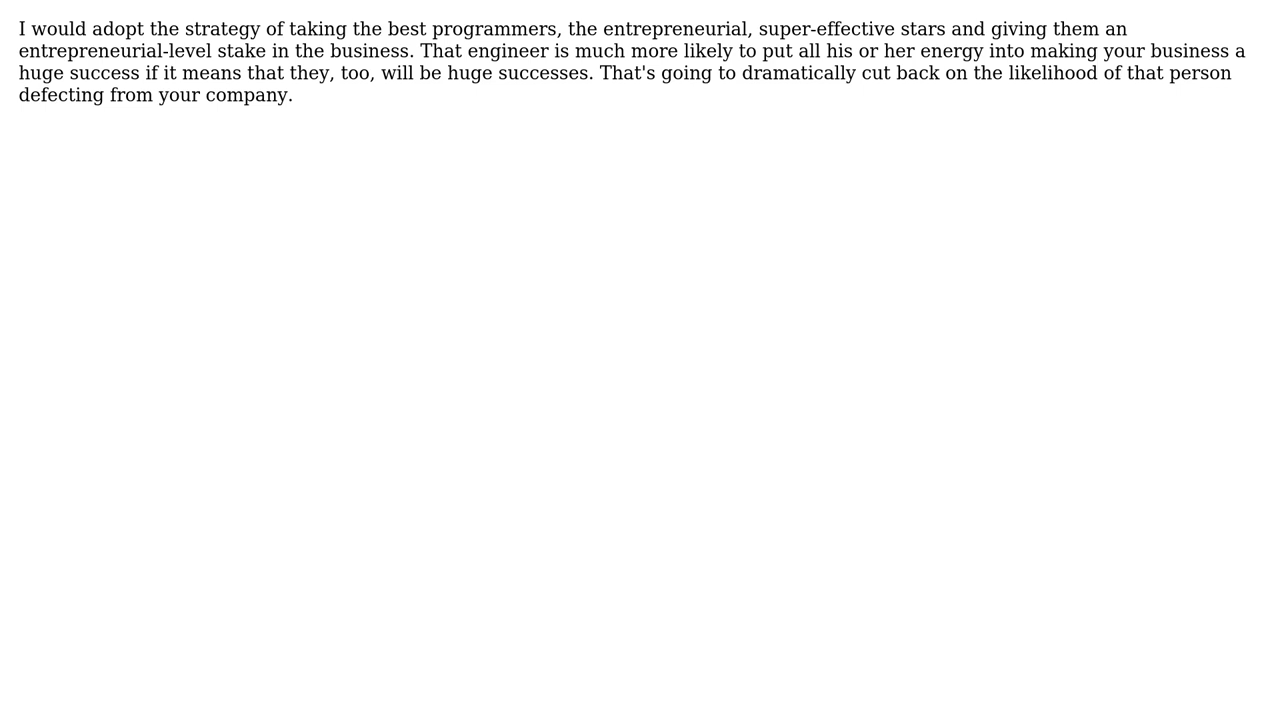 I would adopt the strategy of taking the best programmers, the entrepreneurial, super-effective stars and giving them an
entrepreneurial-level stake in the business. That engineer is much more likely to put all his or her energy into making your business a
huge success if it means that they, too, will be huge successes. That's going to dramatically cut back on the likelihood of that person
defecting from your company.